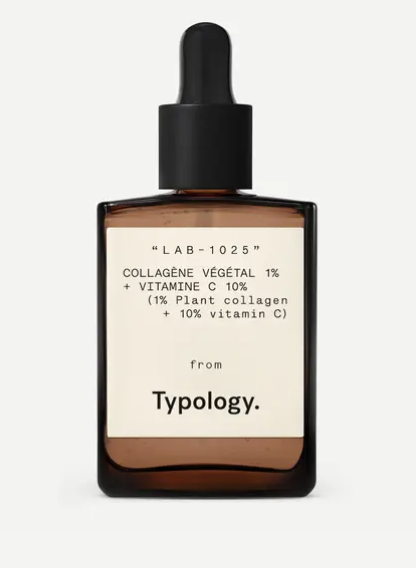 “LAB-1025”
COLLAGÈNE VÉGÉTAL 1%
+ VITAMINE C 10%
(1% Plant collagen
+ 10% vitamin C)
from
Typology.